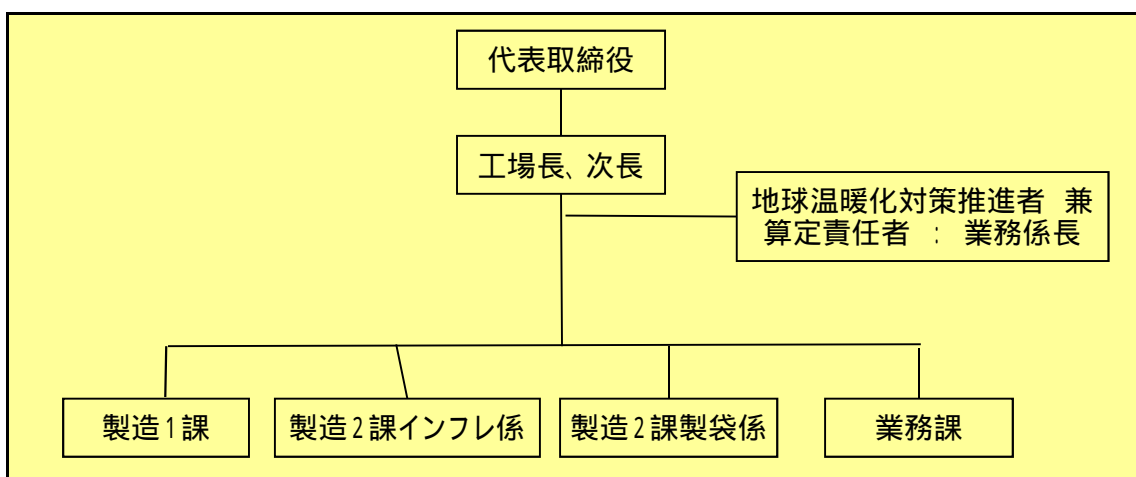 代表取締役
工場長、次長
地球温暖化対策推進者 兼
算定責任者 : 業務係長
製造1課
製造2課インフレ係
製造2課製袋係
業務課